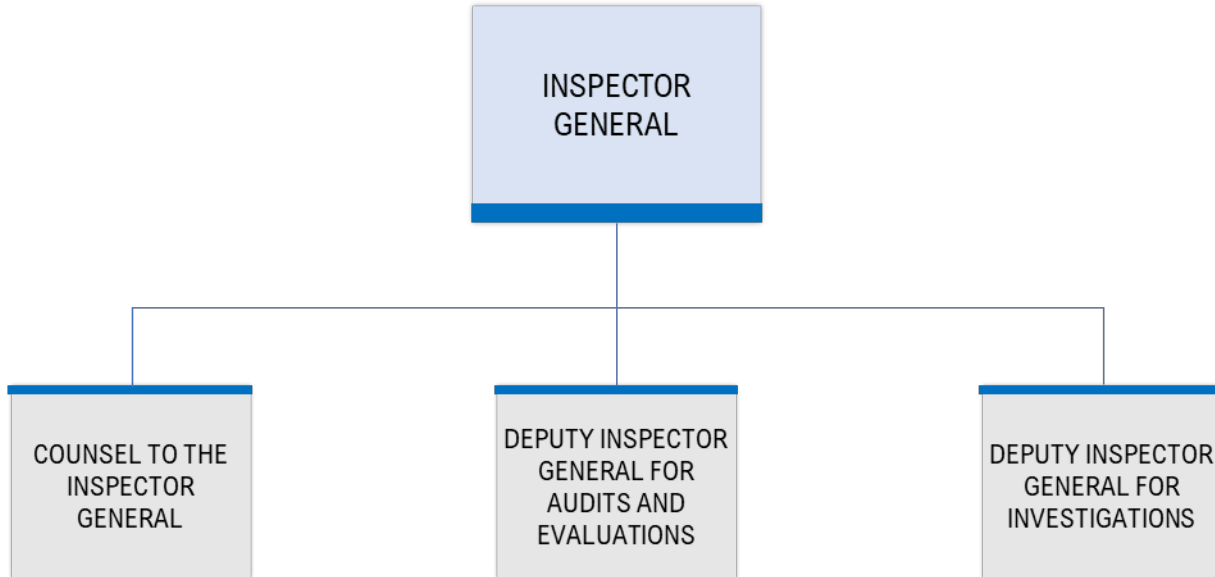 INSPECTOR
GENERAL
COUNSEL TO THE
INSPECTOR
GENERAL
DEPUTY INSPECTOR
GENERAL FOR
AUDITS AND
EVALUATIONS
DEPUTY INSPECTOR
GENERAL FOR
INVESTIGATIONS